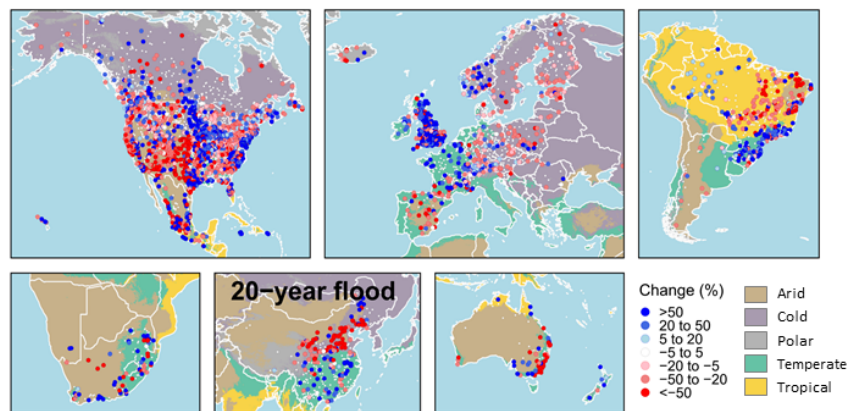 20−year flood
Change (%)
>50
20 to 50
5 to 20
−5 to 5
−20 to −5
−50 to −20
<−50
Arid
Cold
Polar
Temperate
Tropical